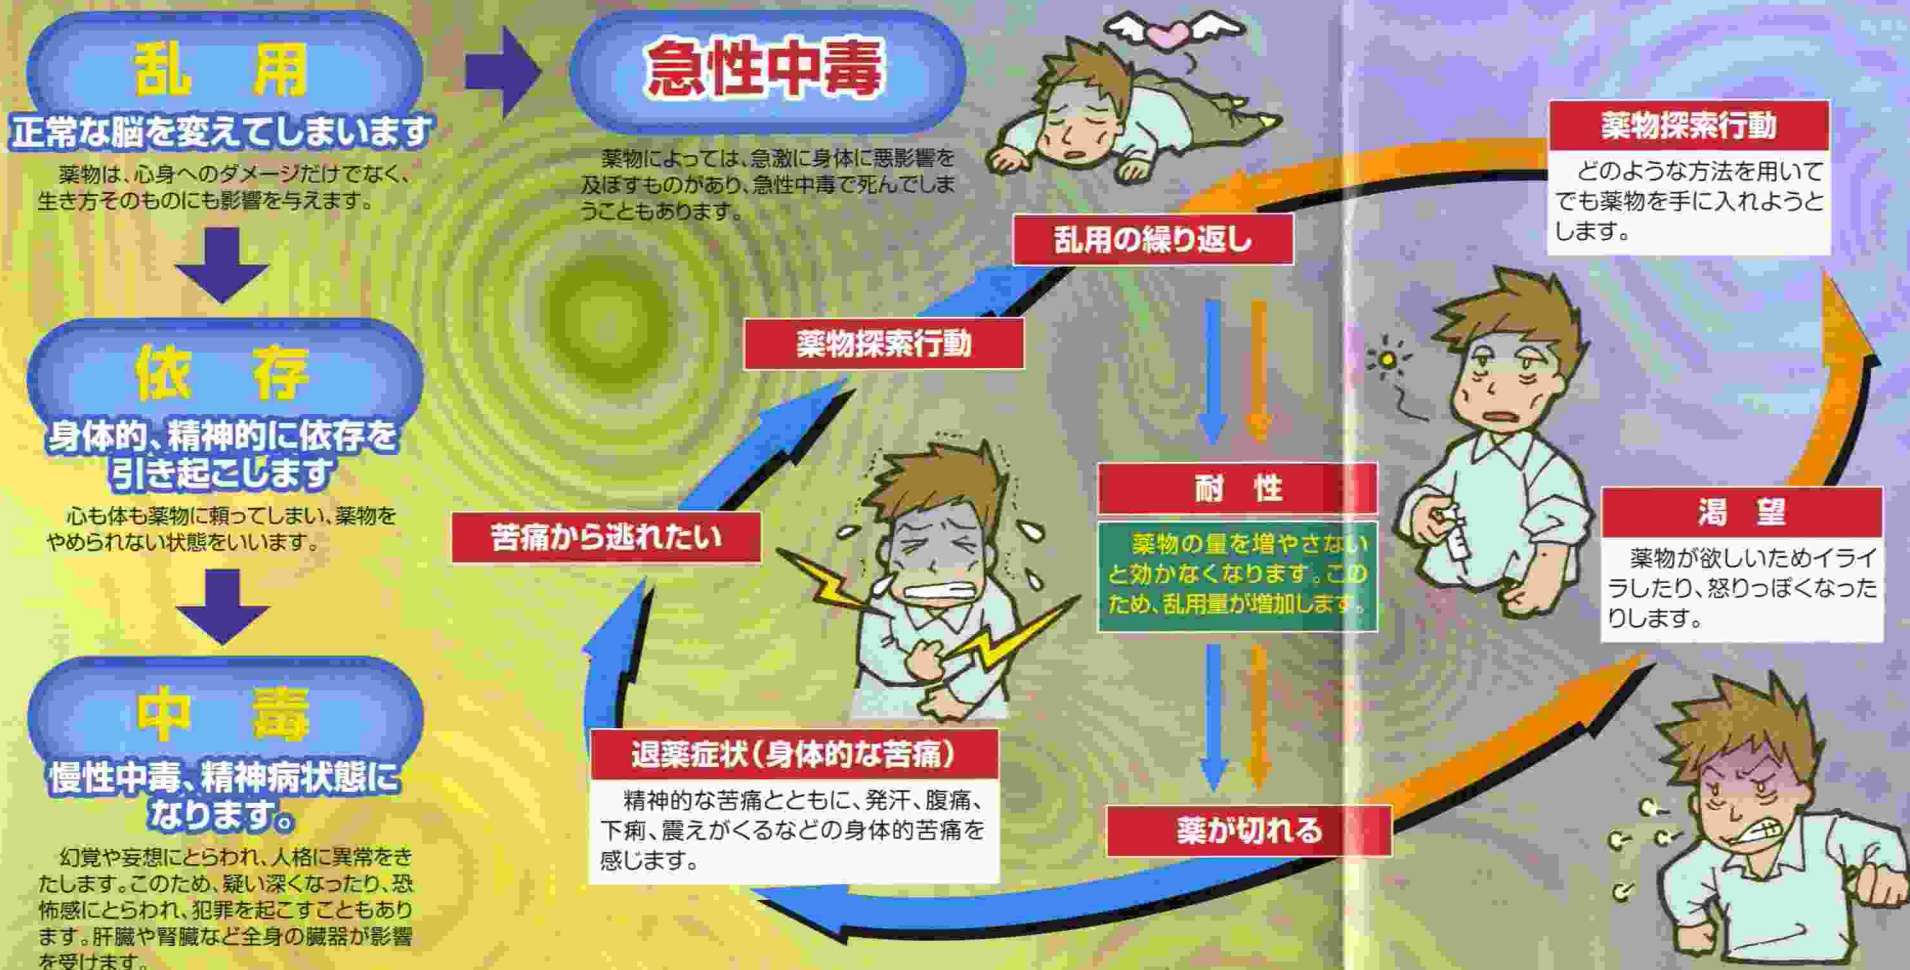 乱 用
正常な脳を変えてしまいます
薬物は、心身へのダメージだけでなく、
生き方そのものにも影響を与えます。
急性中毒
薬物によっては、急激に身体に悪影響を
及ぼすものがあり、急性中毒で死んでしま
うこともあります。
依 存
身体的、精神的に依存を
引き起こします
心も体も薬物に頼ってしまい、薬物を
やめられない状態をいいます。
中 毒
慢性中毒、精神病状態に
なります。
幻覚や妄想にとらわれ、人格に異常をき
たします。このため、疑い深くなったり、恐
怖感にとらわれ、犯罪を起こすこともあり
ます。肝臓や腎臓など全身の臓器が影響
を受けます。
乱用の繰り返し
薬物探索行動
どのような方法を用いて
でも薬物を手に入れようと
します。
薬物探索行動
苦痛から逃れたい
耐 性
薬物の量を増やさない
と効かなくなります。この
ため、乱用量が増加します。
渇 望
薬物が欲しいためイライ
ラしたり、怒りっぽくなった
りします。
退薬症状(身体的な苦痛)
精神的な苦痛とともに、発汗、腹痛、
下痢、震えがくるなどの身体的苦痛を
感じます。
薬が切れる